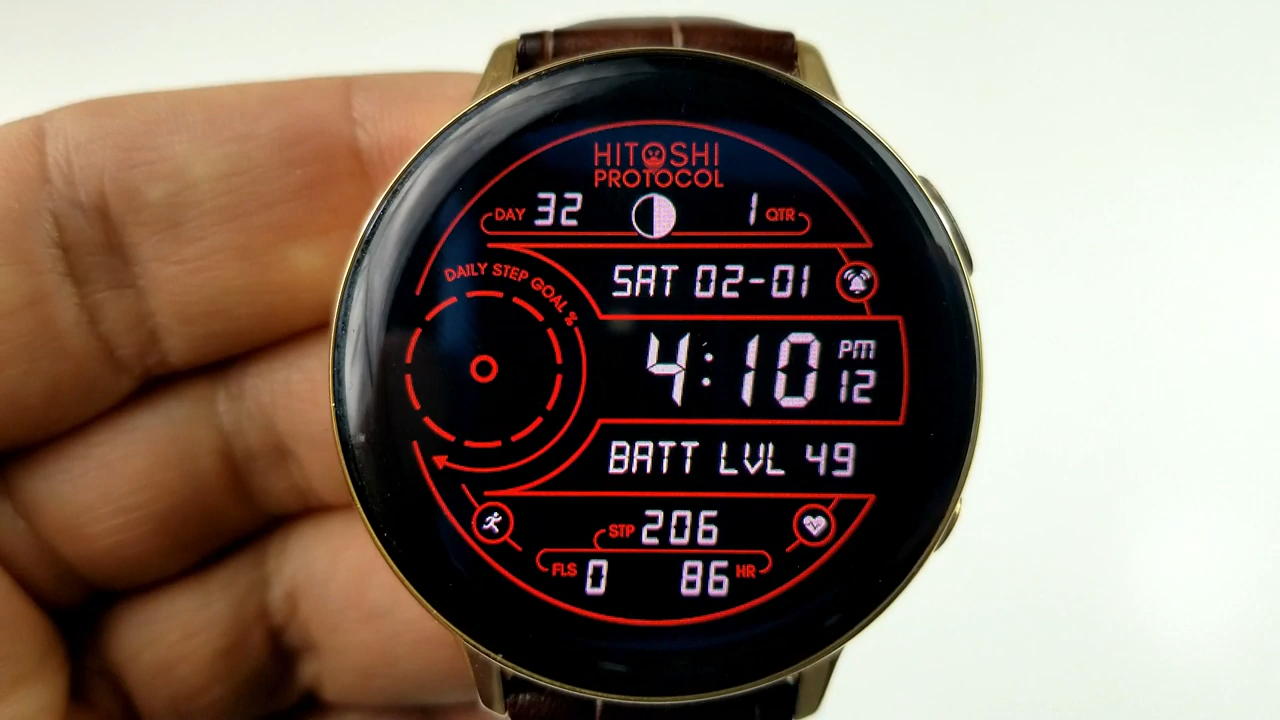 HITOSHI
PROTOCOL
DAY 32 1 QTR
SAT 02-01
DAILY STEP GOAL %
4:10 PM
12
BATT LVL 49
STP 206
FLS 0 86 HR